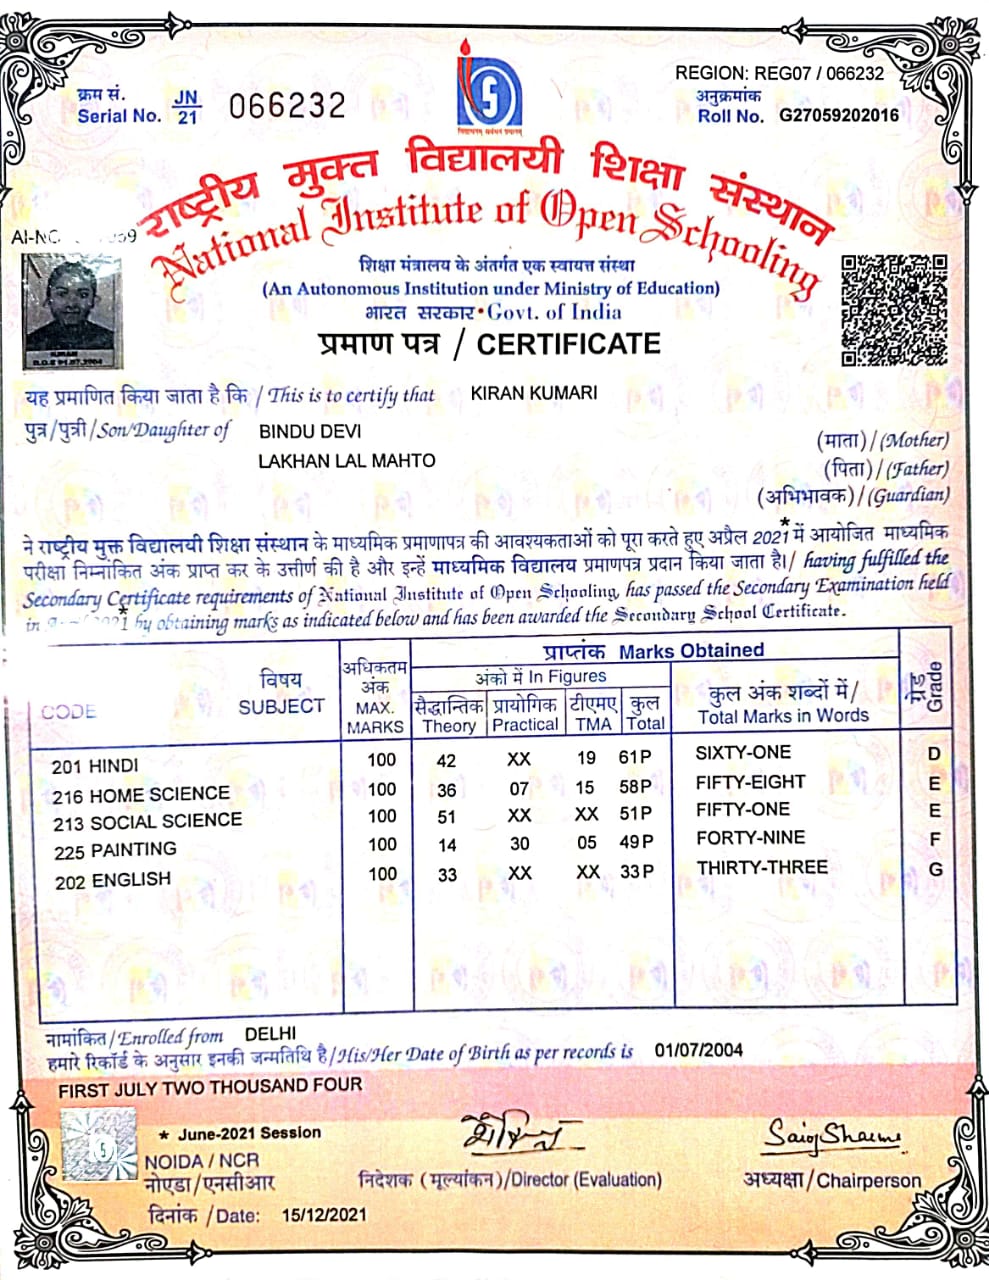 क्रम सं.
Serial No. JN/21 066232
REGION: REG07 / 066232
अनुक्रमांक
Roll No. G27059202016
राष्ट्रीय मुक्त विद्यालयी शिक्षा संस्थान
National Institute of Open Schooling
AI-NO.
शिक्षा मंत्रालय के अंतर्गत एक स्वायत्त संस्था
(An Autonomous Institution under Ministry of Education)
भारत सरकार•Govt. of India
प्रमाण पत्र / CERTIFICATE
KIRAN
यह प्रमाणित किया जाता है कि / This is to certify that KIRAN KUMARI
पुत्र/पुत्री/Son/Daughter of BINDU DEVI (माता)/(Mother)
LAKHAN LAL MAHTO (पिता)/(Father)
(अभिभावक)/(Guardian)
ने राष्ट्रीय मुक्त विद्यालयी शिक्षा संस्थान के माध्यमिक प्रमाणापत्र की आवश्यकताओं को पूरा करते हुए अप्रैल 2021* में आयोजित माध्यमिक
परीक्षा निम्नांकित अंक प्राप्त कर के उत्तीर्ण की है और इन्हें माध्यमिक विद्यालय प्रमाणपत्र प्रदान किया जाता है।/ having fulfilled the
Secondary Certificate requirements of National Institute of Open Schooling, has passed the Secondary Examination held
in * by obtaining marks as indicated below and has been awarded the Secondary School Certificate.
CODE विषय SUBJECT अधिकतम अंक MAX. MARKS प्राप्तांक Marks Obtained ग्रेड Grade
अंको में In Figures कुल अंक शब्दों में/ Total Marks in Words
सैद्धान्तिक Theory प्रायोगिक Practical टीएमए TMA कुल Total
201 HINDI 100 42 XX 19 61P SIXTY-ONE D
216 HOME SCIENCE 100 36 07 15 58P FIFTY-EIGHT E
213 SOCIAL SCIENCE 100 51 XX XX 51P FIFTY-ONE E
225 PAINTING 100 14 30 05 49P FORTY-NINE F
202 ENGLISH 100 33 XX XX 33P THIRTY-THREE G
नामांकित/Enrolled from DELHI
हमारे रिकॉर्ड के अनुसार इनकी जन्मतिथि है/His/Her Date of Birth as per records is 01/07/2004
FIRST JULY TWO THOUSAND FOUR
* June-2021 Session
NOIDA / NCR
नोएडा/एनसीआर
निदेशक (मूल्यांकन)/Director (Evaluation)
अध्यक्षा/Chairperson
दिनांक /Date: 15/12/2021